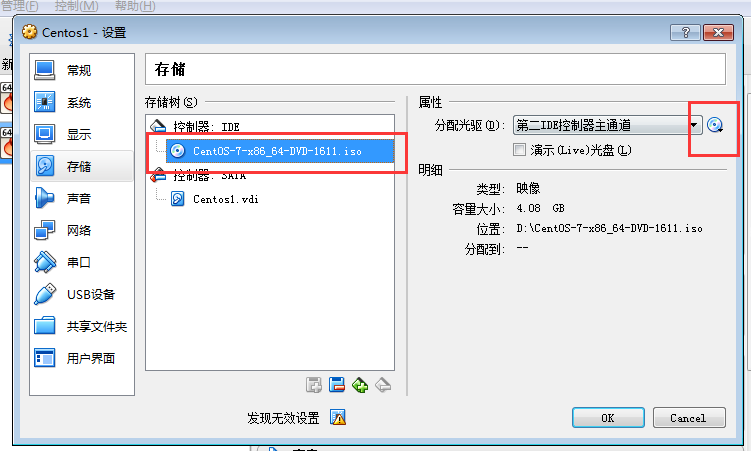 管理(F) 控制(M) 帮助(H)
Centos1 - 设置
新
64
64
常规
系统
显示
存储
声音
网络
串口
USB设备
共享文件夹
用户界面
存储
存储树(S)
控制器: IDE
CentOS-7-x86_64-DVD-1611.iso
控制器: SATA
Centos1.vdi
属性
分配光驱(D): 第二IDE控制器主通道
演示(Live)光盘(L)
明细
类型: 映像
容量大小: 4.08 GB
位置: D:\CentOS-7-x86_64-DVD-1611.iso
分配到: --
发现无效设置
OK
Cancel